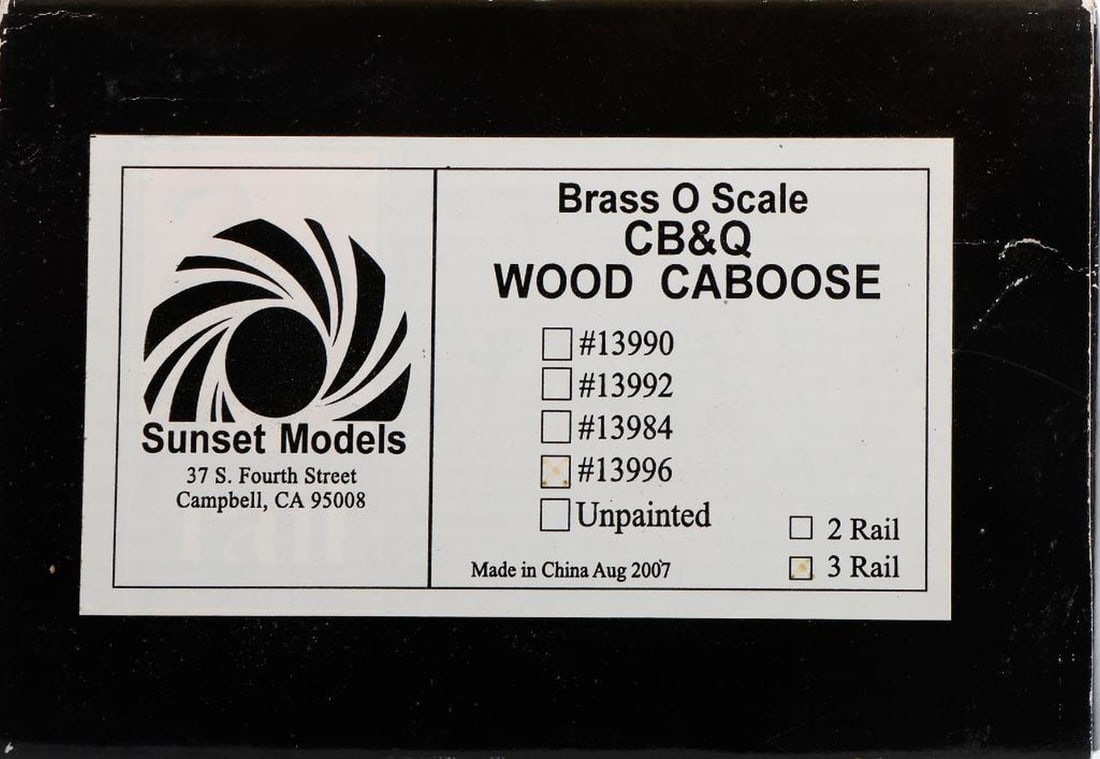 Sunset Models
37 S. Fourth Street
Campbell, CA 95008
Brass O Scale
CB&Q
WOOD CABOOSE
#13990
#13992
#13984
#13996
Unpainted
2 Rail
3 Rail
Made in China Aug 2007